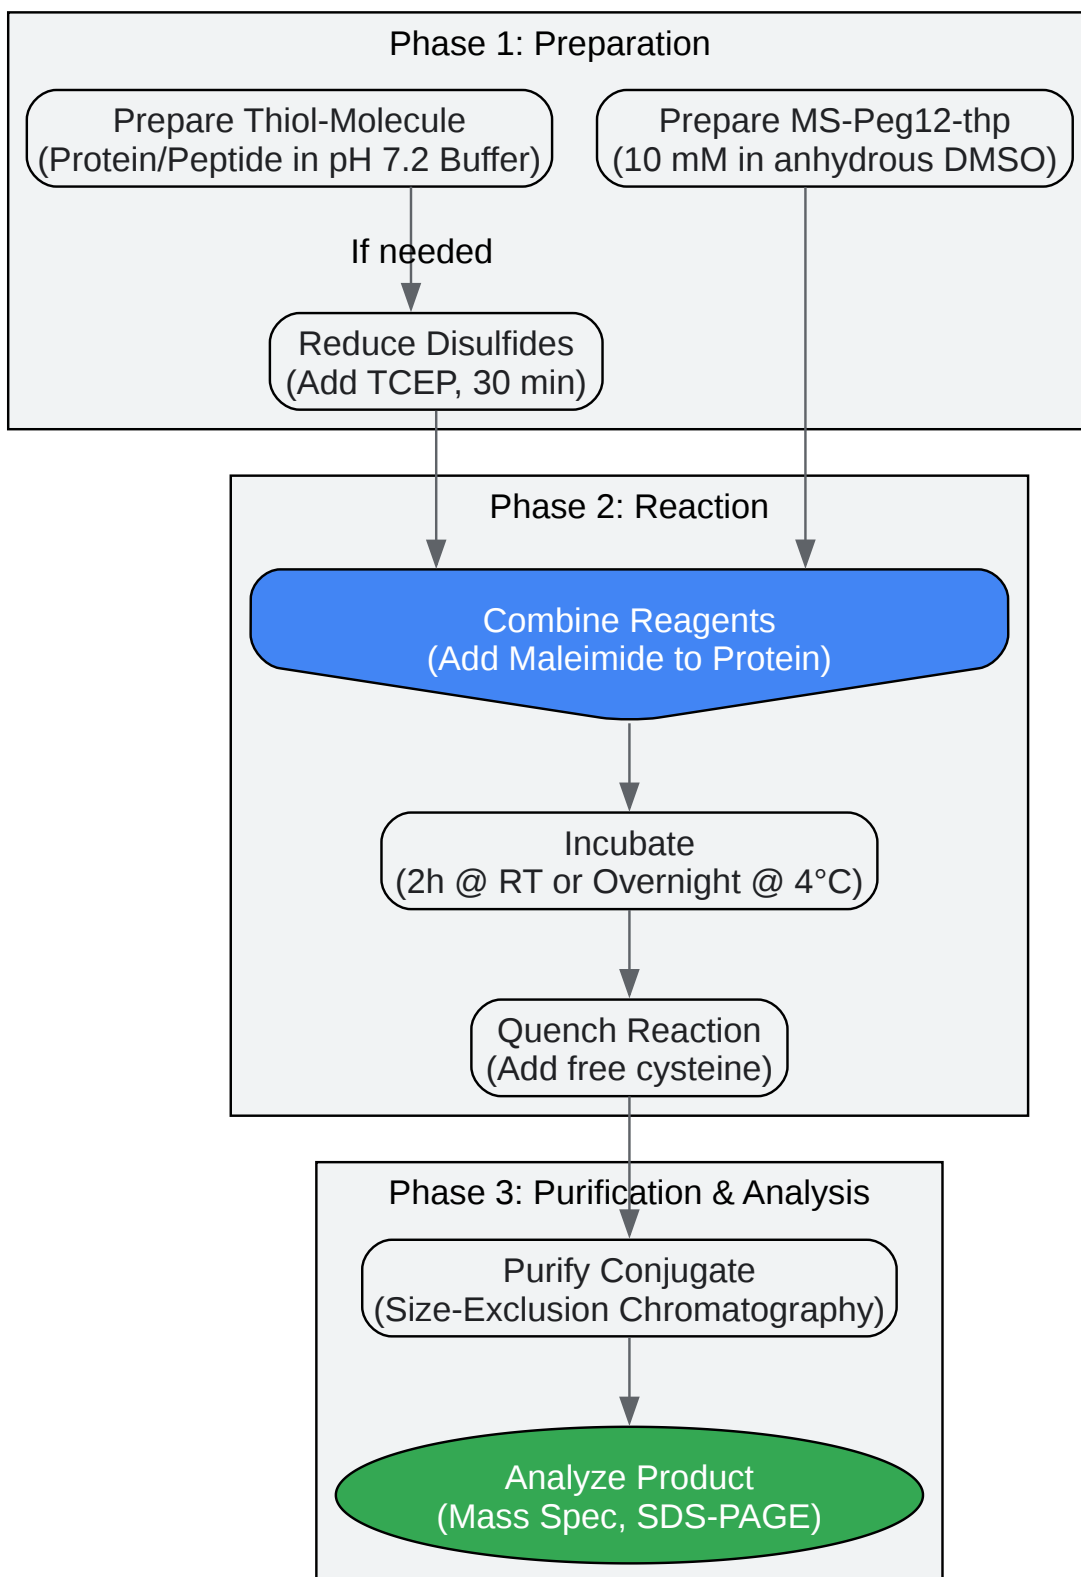 Phase 1: Preparation
Prepare Thiol-Molecule
(Protein/Peptide in pH 7.2 Buffer)
Prepare MS-Peg12-thp
(10 mM in anhydrous DMSO)
If needed
Reduce Disulfides
(Add TCEP, 30 min)
Phase 2: Reaction
Combine Reagents
(Add Maleimide to Protein)
Incubate
(2h @ RT or Overnight @ 4°C)
Quench Reaction
(Add free cysteine)
Phase 3: Purification & Analysis
Purify Conjugate
(Size-Exclusion Chromatography)
Analyze Product
(Mass Spec, SDS-PAGE)